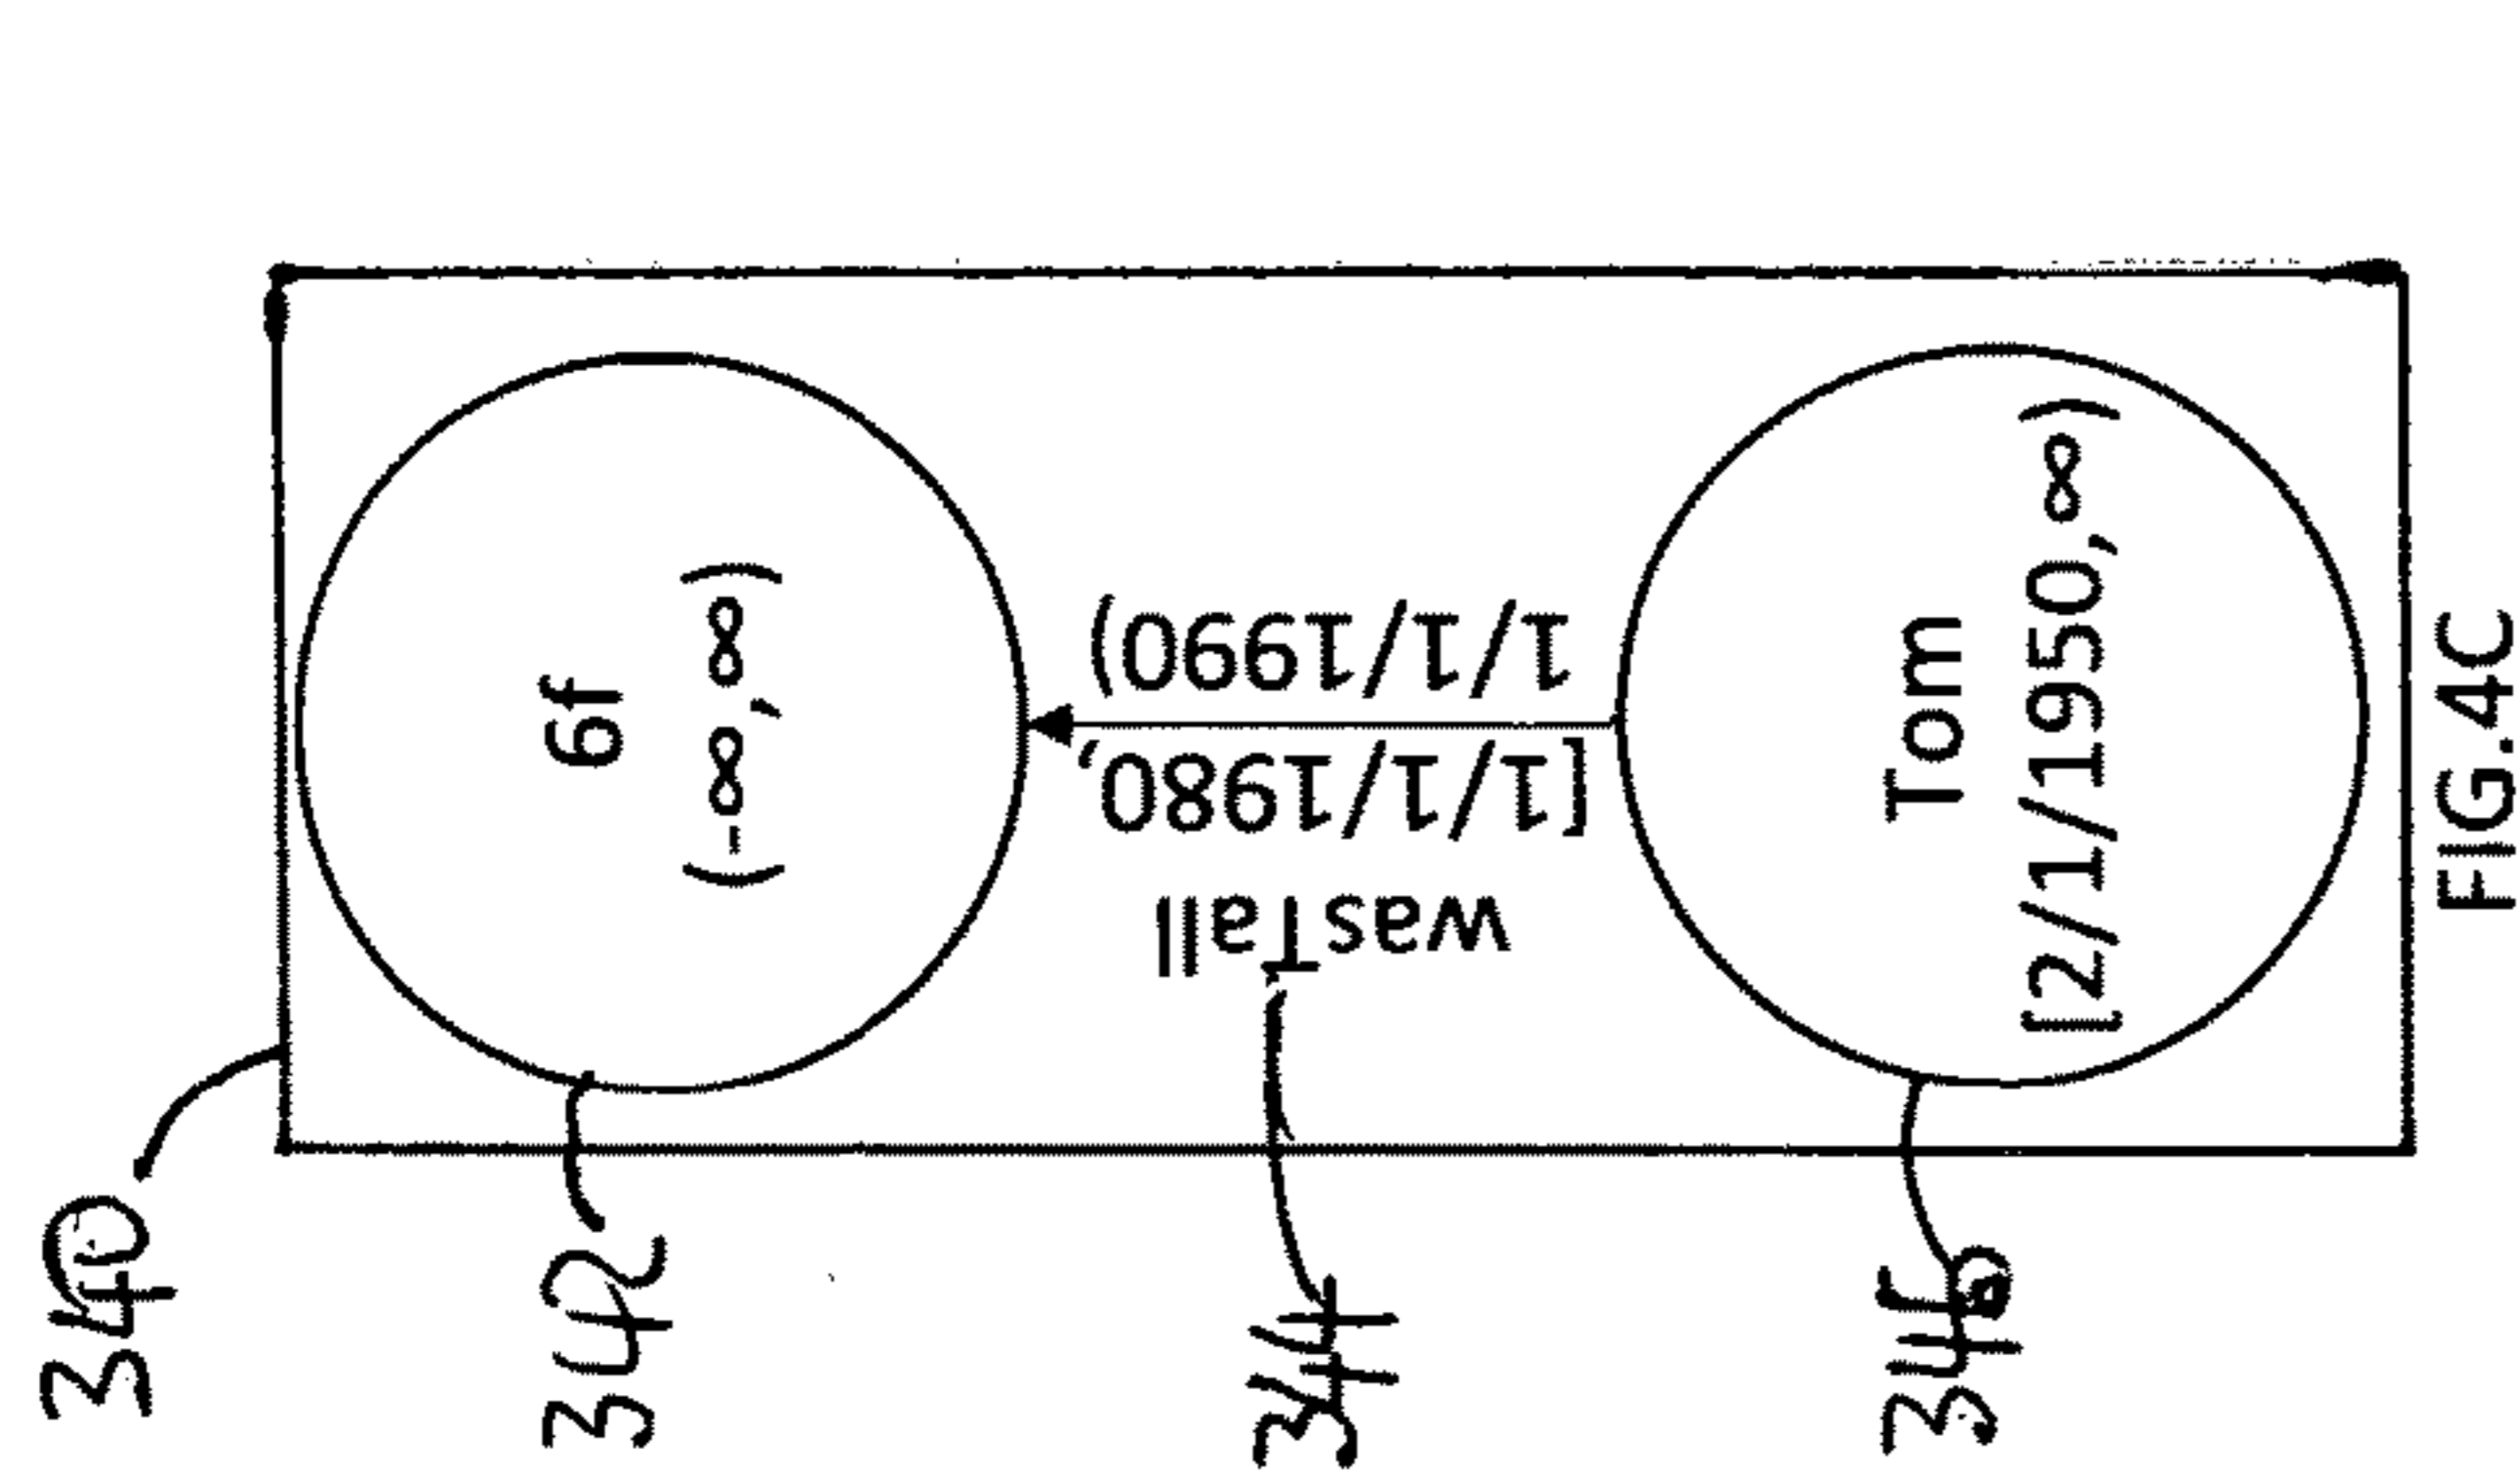 340
6f
(-∞, ∞)
342
wasTall
[1/1/1980,
1/1/1990)
344
Tom
[2/1/1950, ∞)
346
FIG.4C